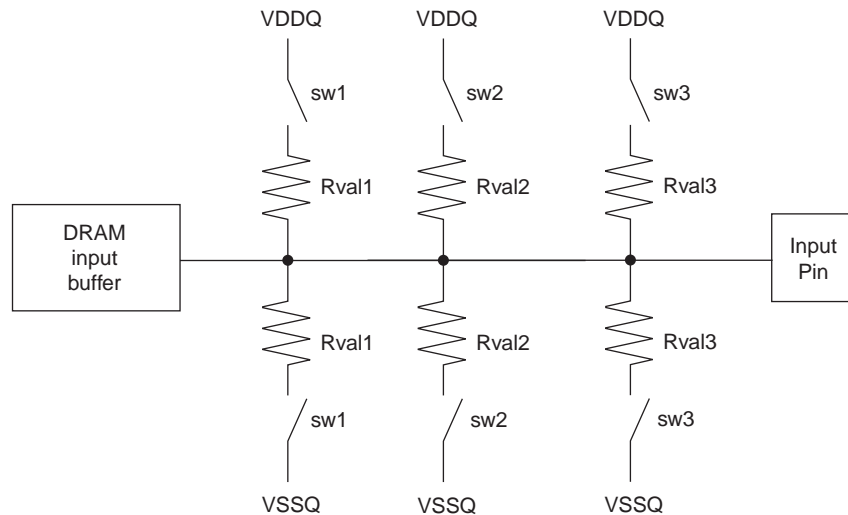 VDDQ VDDQ VDDQ
sw1 sw2 sw3
Rval1 Rval2 Rval3
DRAM
input
buffer
Input
Pin
Rval1 Rval2 Rval3
sw1 sw2 sw3
VSSQ VSSQ VSSQ